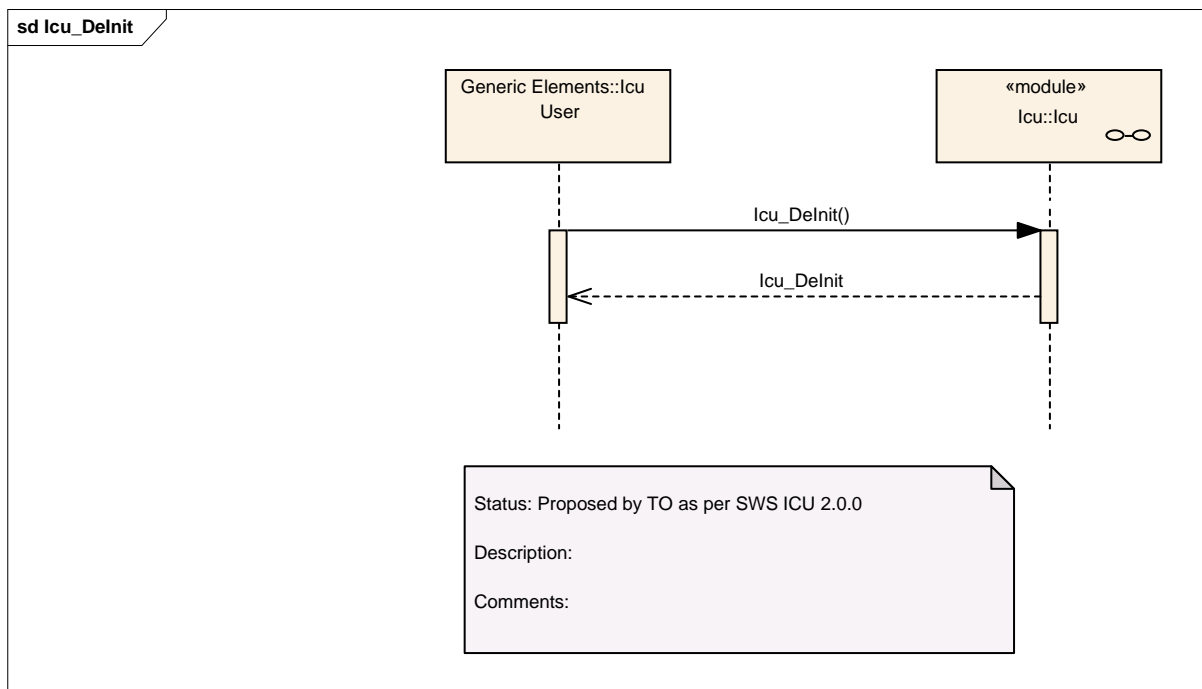 sd Icu_DeInit
Generic Elements::Icu
User
«module»
Icu::Icu
Icu_DeInit()
Icu_DeInit
Status: Proposed by TO as per SWS ICU 2.0.0
Description:
Comments: